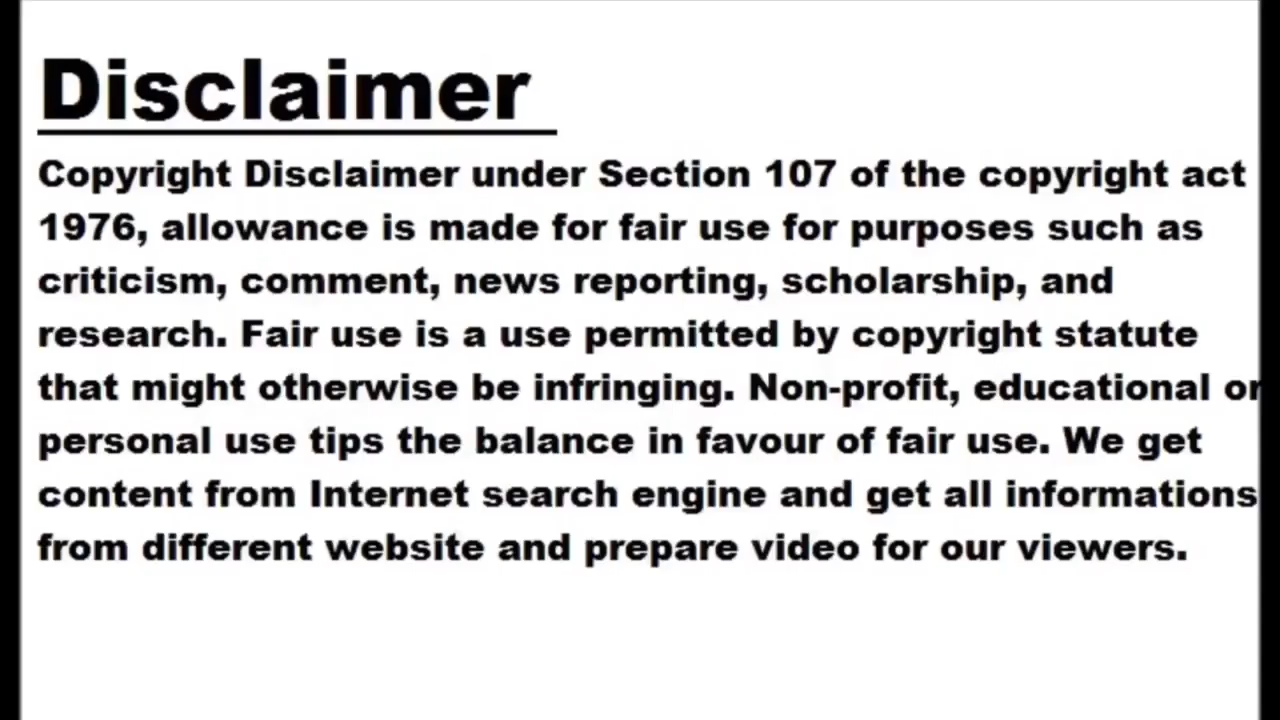 Disclaimer
Copyright Disclaimer under Section 107 of the copyright act
1976, allowance is made for fair use for purposes such as
criticism, comment, news reporting, scholarship, and
research. Fair use is a use permitted by copyright statute
that might otherwise be infringing. Non-profit, educational or
personal use tips the balance in favour of fair use. We get
content from Internet search engine and get all informations
from different website and prepare video for our viewers.